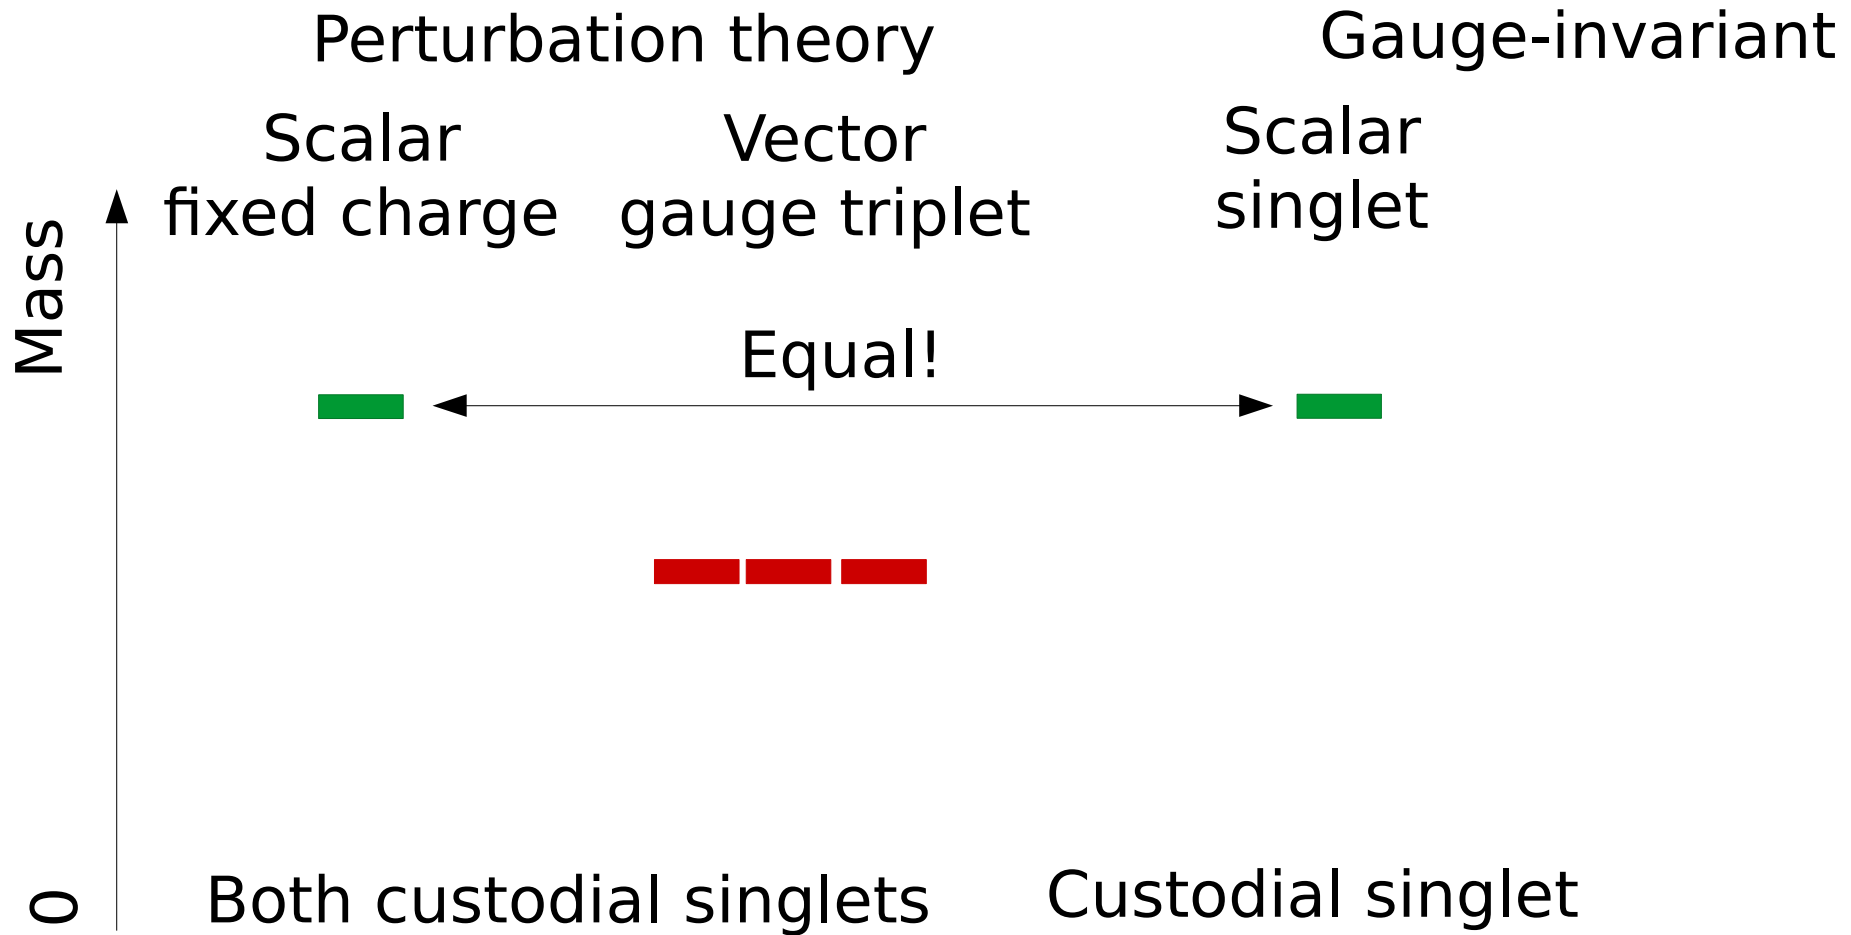 Perturbation theory
Gauge-invariant
Scalar
fixed charge
Vector
gauge triplet
Scalar
singlet
Mass
Equal!
0
Both custodial singlets
Custodial singlet